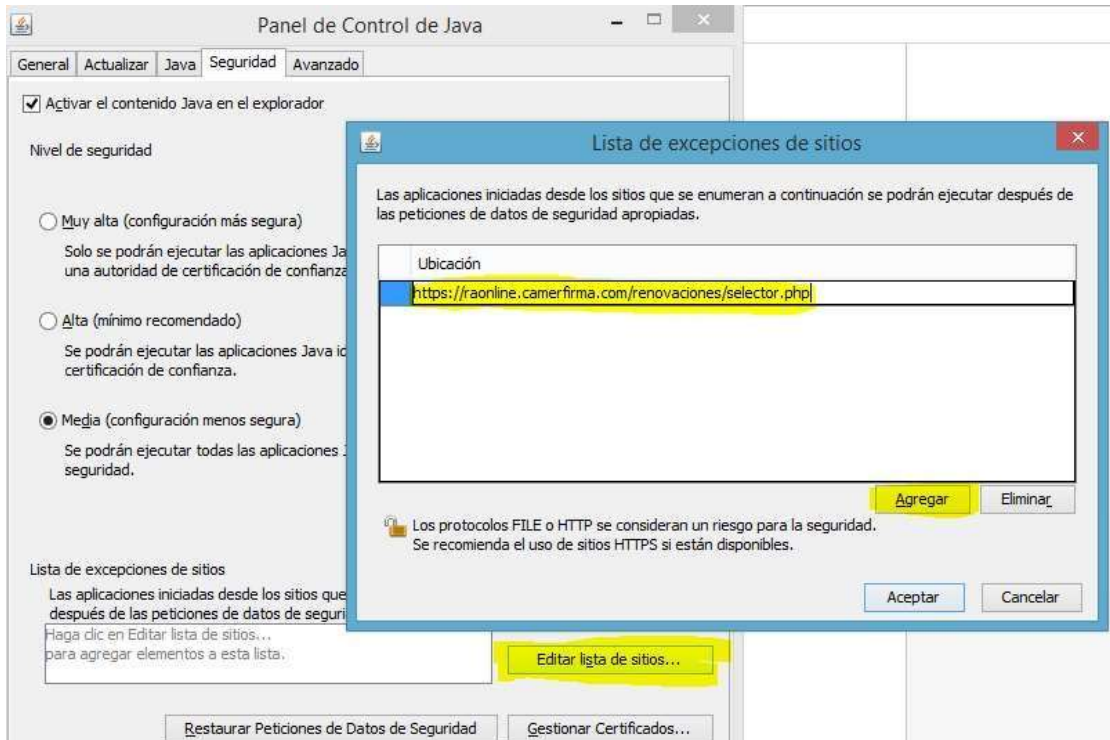 Panel de Control de Java
General Actualizar Java Seguridad Avanzado
Activar el contenido Java en el explorador
Nivel de seguridad
Muy alta (configuración más segura)
Solo se podrán ejecutar las aplicaciones Ja
una autoridad de certificación de confianza
Alta (mínimo recomendado)
Se podrán ejecutar las aplicaciones Java ic
certificación de confianza.
Media (configuración menos segura)
Se podrán ejecutar todas las aplicaciones
seguridad.
Lista de excepciones de sitios
Las aplicaciones iniciadas desde los sitios que
después de las peticiones de datos de seguri
Haga clic en Editar lista de sitios...
para agregar elementos a esta lista.
Editar lista de sitios...
Restaurar Peticiones de Datos de Seguridad Gestionar Certificados...
Lista de excepciones de sitios
Las aplicaciones iniciadas desde los sitios que se enumeran a continuación se podrán ejecutar después de
las peticiones de datos de seguridad apropiadas.
Ubicación
https://raonline.camerfirma.com/renovaciones/selector.php
Agregar Eliminar
Los protocolos FILE o HTTP se consideran un riesgo para la seguridad.
Se recomienda el uso de sitios HTTPS si están disponibles.
Aceptar Cancelar